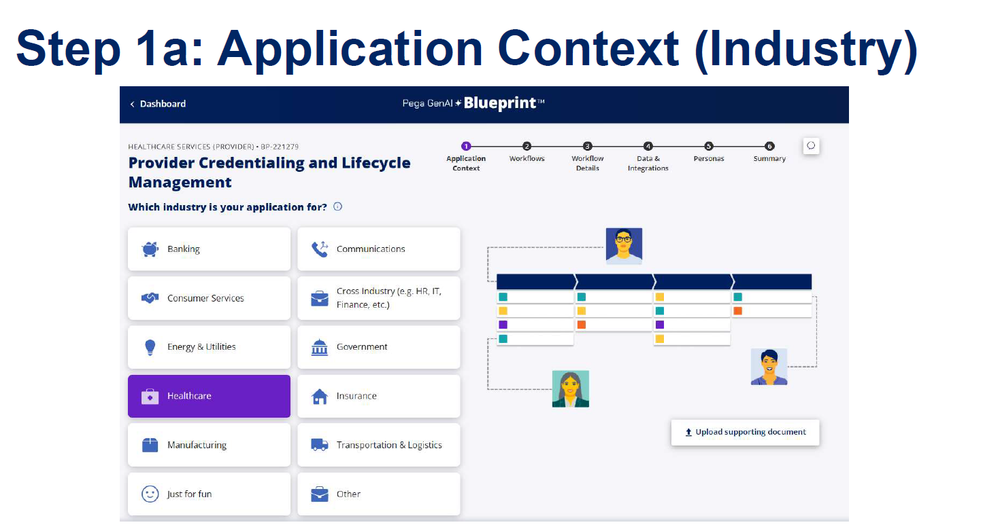 Step 1a: Application Context (Industry)
Dashboard
Pega GenAI Blueprint™
HEALTHCARE SERVICES (PROVIDER) • BP-221279
Provider Credentialing and Lifecycle
Management
1
Application
Context
2
Workflows
3
Workflow
Details
4
Data &
Integrations
5
Personas
6
Summary
Which industry is your application for?
Banking
Communications
Consumer Services
Cross Industry (e.g. HR, IT,
Finance, etc.)
Energy & Utilities
Government
Healthcare
Insurance
Manufacturing
Transportation & Logistics
Just for fun
Other
Upload supporting document